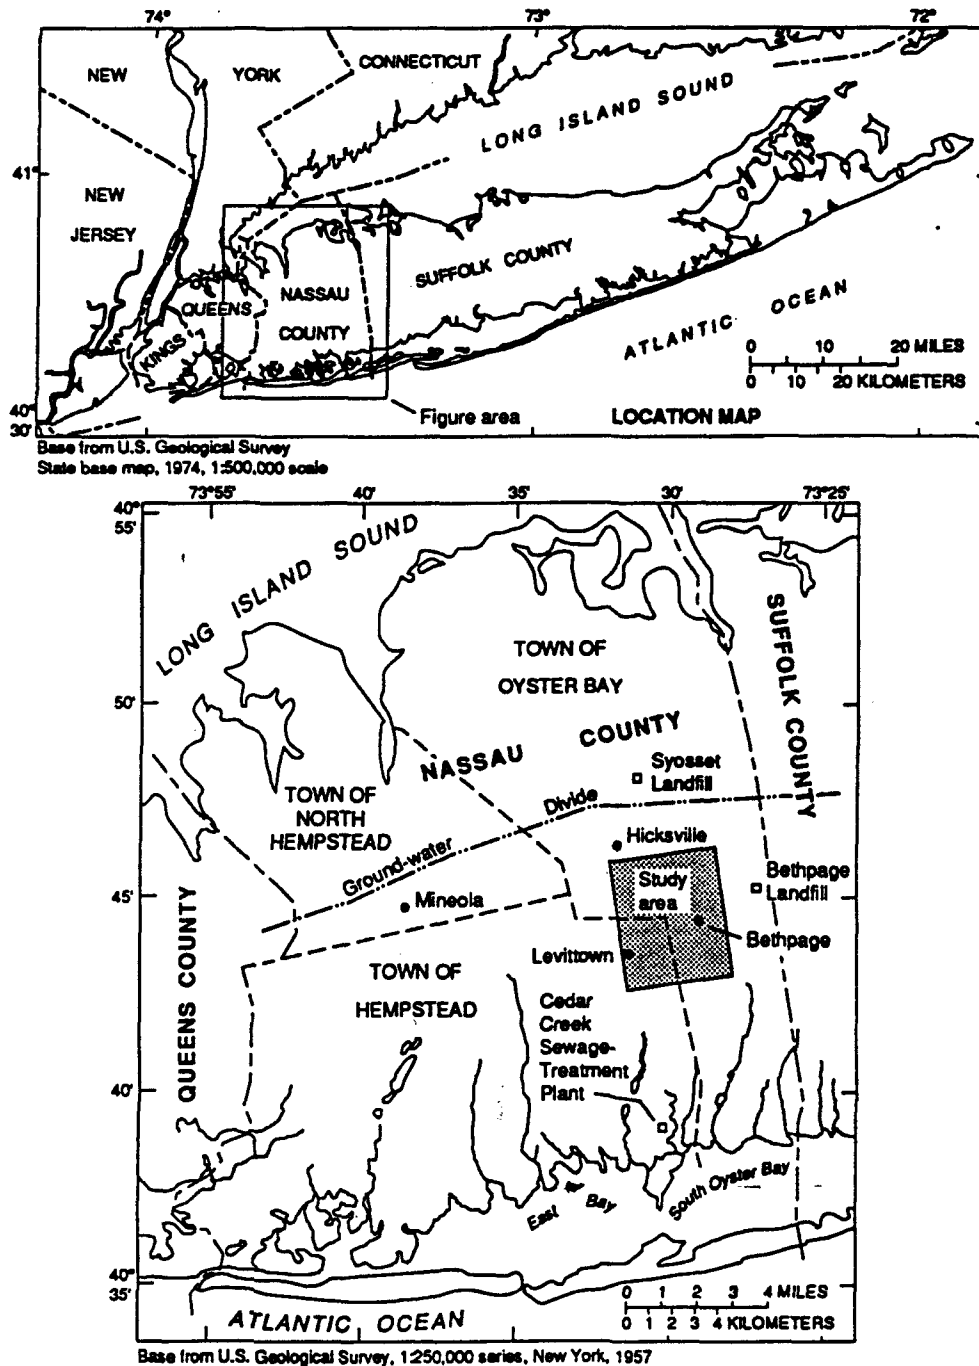 74° 73° 72°
NEW YORK CONNECTICUT
LONG ISLAND SOUND
41°
NEW
JERSEY
SUFFOLK COUNTY
QUEENS
NASSAU
COUNTY
KINGS
ATLANTIC OCEAN
0 10 20 MILES
0 10 20 KILOMETERS
40°
30'
Figure area
LOCATION MAP
Base from U.S. Geological Survey
State base map, 1974, 1:500,000 scale
73°55' 40' 35' 30' 73°25'
40°
55'
LONG ISLAND SOUND
TOWN OF
OYSTER BAY
SUFFOLK COUNTY
50'
NASSAU COUNTY
Syosset
Landfill
TOWN OF
NORTH
HEMPSTEAD
Ground-water Divide
Hicksville
Study
area
Bethpage
Landfill
45'
Mineola
Bethpage
Levittown
QUEENS COUNTY
TOWN OF
HEMPSTEAD
Cedar
Creek
Sewage-
Treatment
Plant
40'
East Bay
South Oyster Bay
40°
35'
0 1 2 3 4 MILES
0 1 2 3 4 KILOMETERS
ATLANTIC OCEAN
Base from U.S. Geological Survey, 1:250,000 series, New York, 1957